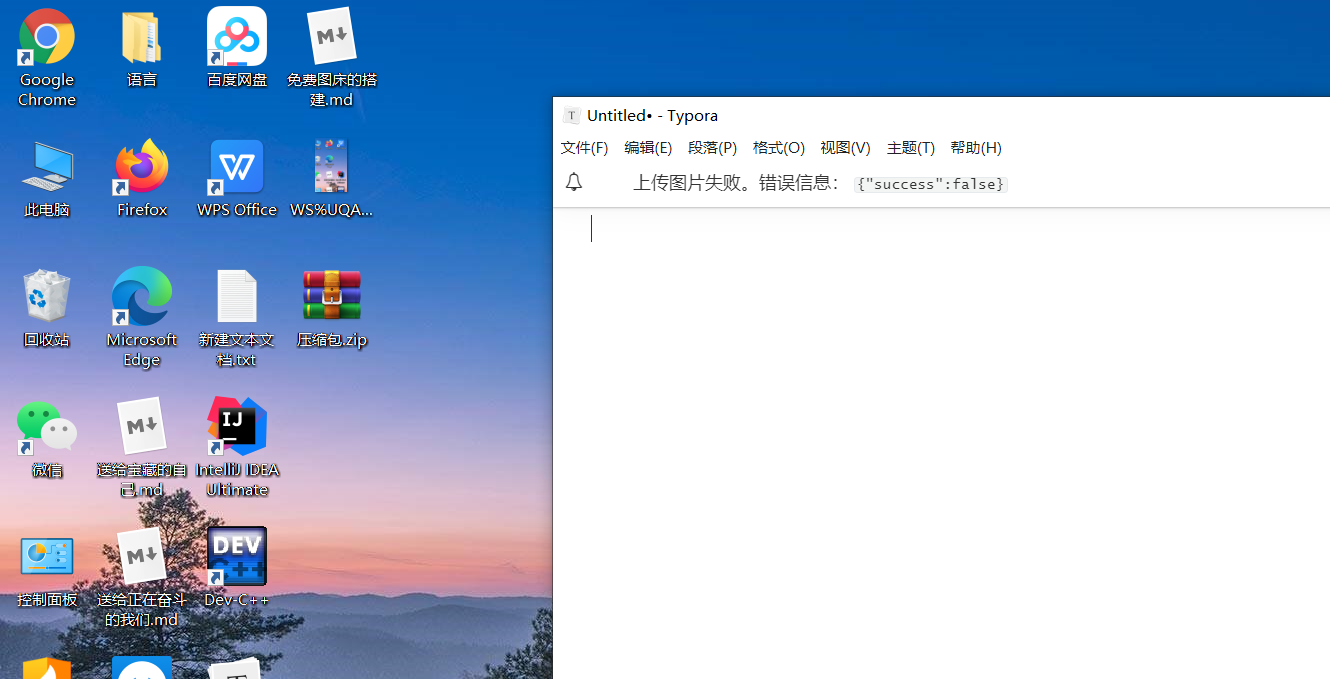 Google
Chrome
语言
百度网盘
免费图床的搭
建.md
此电脑
Firefox
WPS Office
WS%UQA...
回收站
Microsoft
Edge
新建文本文
档.txt
压缩包.zip
微信
送给宝藏的自
己.md
IJ
IntelliJ IDEA
Ultimate
控制面板
送给正在奋斗
的我们.md
DEV
C++
Dev-C++
T
Untitled• - Typora
文件(F) 编辑(E) 段落(P) 格式(O) 视图(V) 主题(T) 帮助(H)
上传图片失败。错误信息： {"success":false}